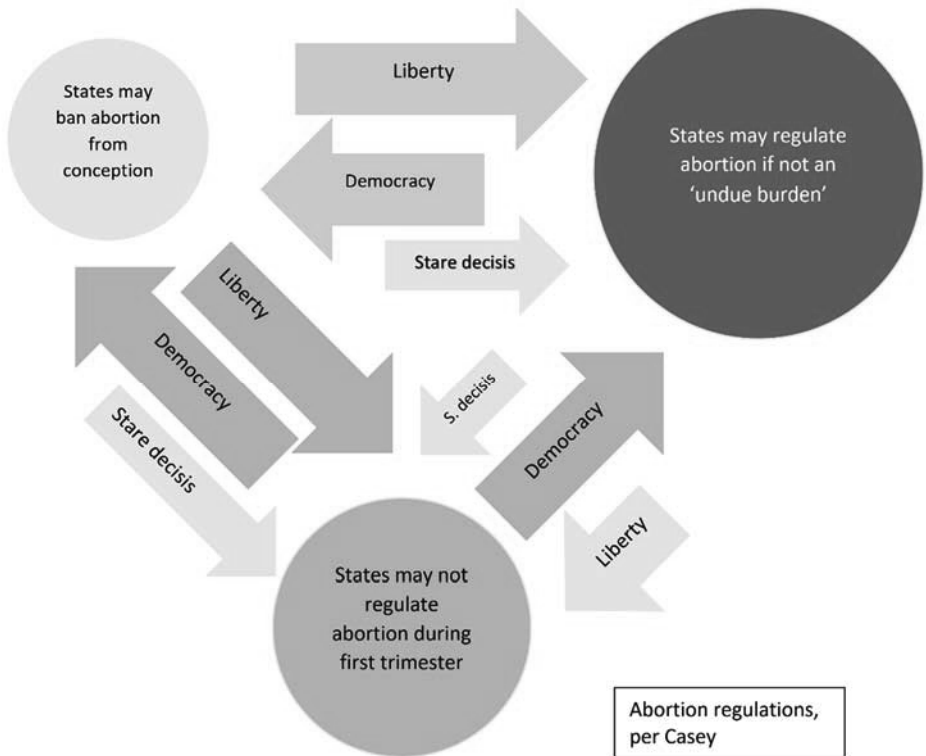 States may
ban abortion
from
conception
Liberty
Democracy
Stare decisis
States may regulate
abortion if not an
‘undue burden’
Liberty
Democracy
Stare decisis
S. decisis
Democracy
Liberty
States may not
regulate
abortion during
first trimester
Abortion regulations,
per Casey